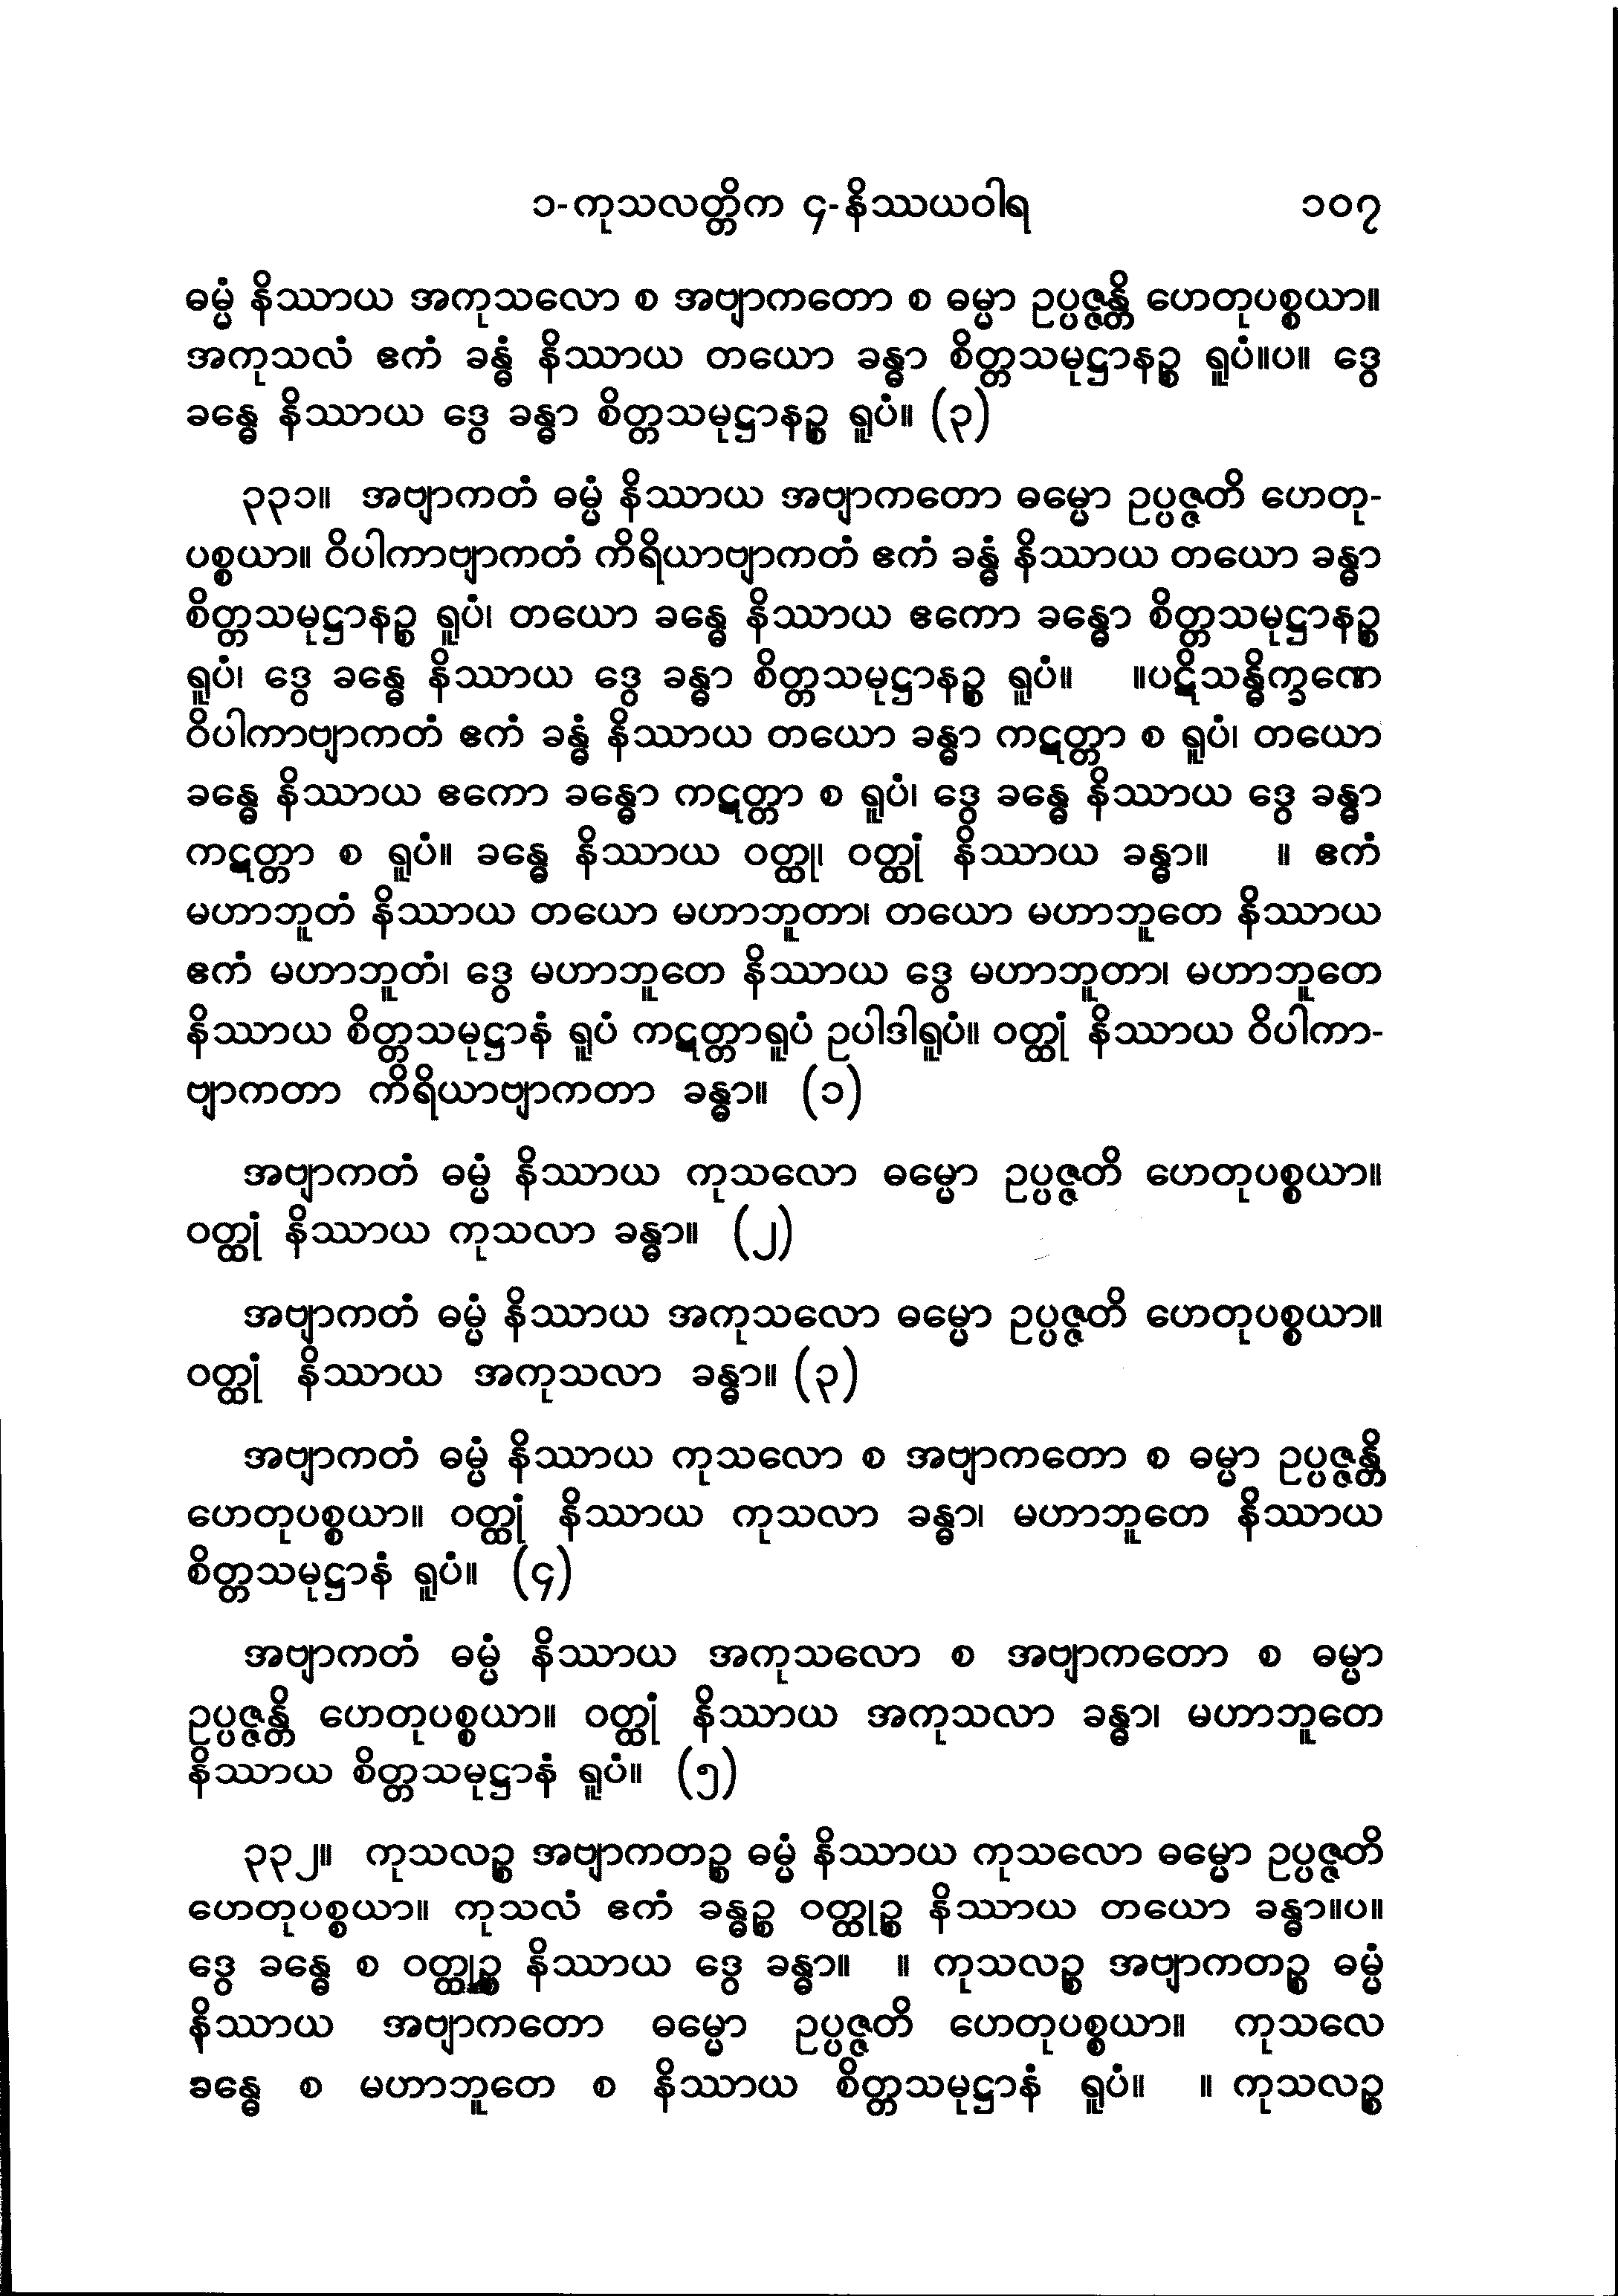 ၁-ကုသလတ္တိက ၄-နိဿယဝါရ ၁၀၇
ဓမ္မံ နိဿာယ အကုသလော စ အဗျာကတော စ ဓမ္မာ ဥပ္ပဇ္ဇန္တိ ဟေတုပစ္စယာ။
အကုသလံ ဧကံ ခန္ဓံ နိဿာယ တယော ခန္ဓာ စိတ္တသမုဋ္ဌာနဉ္စ ရူပံ။ပ။ ဒွေ
ခန္ဓေ နိဿာယ ဒွေ ခန္ဓာ စိတ္တသမုဋ္ဌာနဉ္စ ရူပံ။ (၃)
၃၃၁။ အဗျာကတံ ဓမ္မံ နိဿာယ အဗျာကတော ဓမ္မော ဥပ္ပဇ္ဇတိ ဟေတု-
ပစ္စယာ။ ဝိပါကာဗျာကတံ ကိရိယာဗျာကတံ ဧကံ ခန္ဓံ နိဿာယ တယော ခန္ဓာ
စိတ္တသမုဋ္ဌာနဉ္စ ရူပံ၊ တယော ခန္ဓေ နိဿာယ ဧကော ခန္ဓော စိတ္တသမုဋ္ဌာနဉ္စ
ရူပံ၊ ဒွေ ခန္ဓေ နိဿာယ ဒွေ ခန္ဓာ စိတ္တသမုဋ္ဌာနဉ္စ ရူပံ။ ။ပဋိသန္ဓိက္ခဏေ
ဝိပါကာဗျာကတံ ဧကံ ခန္ဓံ နိဿာယ တယော ခန္ဓာ ကဋတ္တာ စ ရူပံ၊ တယော
ခန္ဓေ နိဿာယ ဧကော ခန္ဓော ကဋတ္တာ စ ရူပံ၊ ဒွေ ခန္ဓေ နိဿာယ ဒွေ ခန္ဓာ
ကဋတ္တာ စ ရူပံ။ ခန္ဓေ နိဿာယ ဝတ္ထု၊ ဝတ္ထုံ နိဿာယ ခန္ဓာ။ ။ ဧကံ
မဟာဘူတံ နိဿာယ တယော မဟာဘူတာ၊ တယော မဟာဘူတေ နိဿာယ
ဧကံ မဟာဘူတံ၊ ဒွေ မဟာဘူတေ နိဿာယ ဒွေ မဟာဘူတာ၊ မဟာဘူတေ
နိဿာယ စိတ္တသမုဋ္ဌာနံ ရူပံ ကဋတ္တာရူပံ ဥပါဒါရူပံ။ ဝတ္ထုံ နိဿာယ ဝိပါကာ-
ဗျာကတာ ကိရိယာဗျာကတာ ခန္ဓာ။ (၁)
အဗျာကတံ ဓမ္မံ နိဿာယ ကုသလော ဓမ္မော ဥပ္ပဇ္ဇတိ ဟေတုပစ္စယာ။
ဝတ္ထုံ နိဿာယ ကုသလာ ခန္ဓာ။ (၂)
အဗျာကတံ ဓမ္မံ နိဿာယ အကုသလော ဓမ္မော ဥပ္ပဇ္ဇတိ ဟေတုပစ္စယာ။
ဝတ္ထုံ နိဿာယ အကုသလာ ခန္ဓာ။ (၃)
အဗျာကတံ ဓမ္မံ နိဿာယ ကုသလော စ အဗျာကတော စ ဓမ္မာ ဥပ္ပဇ္ဇန္တိ
ဟေတုပစ္စယာ။ ဝတ္ထုံ နိဿာယ ကုသလာ ခန္ဓာ၊ မဟာဘူတေ နိဿာယ
စိတ္တသမုဋ္ဌာနံ ရူပံ။ (၄)
အဗျာကတံ ဓမ္မံ နိဿာယ အကုသလော စ အဗျာကတော စ ဓမ္မာ
ဥပ္ပဇ္ဇန္တိ ဟေတုပစ္စယာ။ ဝတ္ထုံ နိဿာယ အကုသလာ ခန္ဓာ၊ မဟာဘူတေ
နိဿာယ စိတ္တသမုဋ္ဌာနံ ရူပံ။ (၅)
၃၃၂။ ကုသလဉ္စ အဗျာကတဉ္စ ဓမ္မံ နိဿာယ ကုသလော ဓမ္မော ဥပ္ပဇ္ဇတိ
ဟေတုပစ္စယာ။ ကုသလံ ဧကံ ခန္ဓဉ္စ ဝတ္ထုဉ္စ နိဿာယ တယော ခန္ဓာ။ပ။
ဒွေ ခန္ဓေ စ ဝတ္ထုဉ္စ နိဿာယ ဒွေ ခန္ဓာ။ ။ ကုသလဉ္စ အဗျာကတဉ္စ ဓမ္မံ
နိဿာယ အဗျာကတော ဓမ္မော ဥပ္ပဇ္ဇတိ ဟေတုပစ္စယာ။ ကုသလေ
ခန္ဓေ စ မဟာဘူတေ စ နိဿာယ စိတ္တသမုဋ္ဌာနံ ရူပံ။ ။ ကုသလဉ္စ